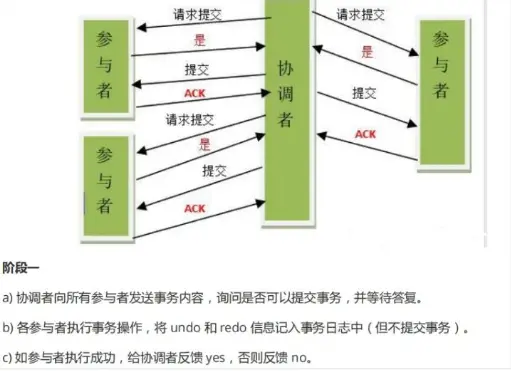 请求提交
请求提交
参与者
是
协调者
是
参与者
提交
提交
ACK
请求提交
ACK
参与者
是
提交
ACK
阶段一
a) 协调者向所有参与者发送事务内容，询问是否可以提交事务，并等待答复。
b) 各参与者执行事务操作，将 undo 和 redo 信息记入事务日志中（但不提交事务）。
c) 如参与者执行成功，给协调者反馈 yes，否则反馈 no。